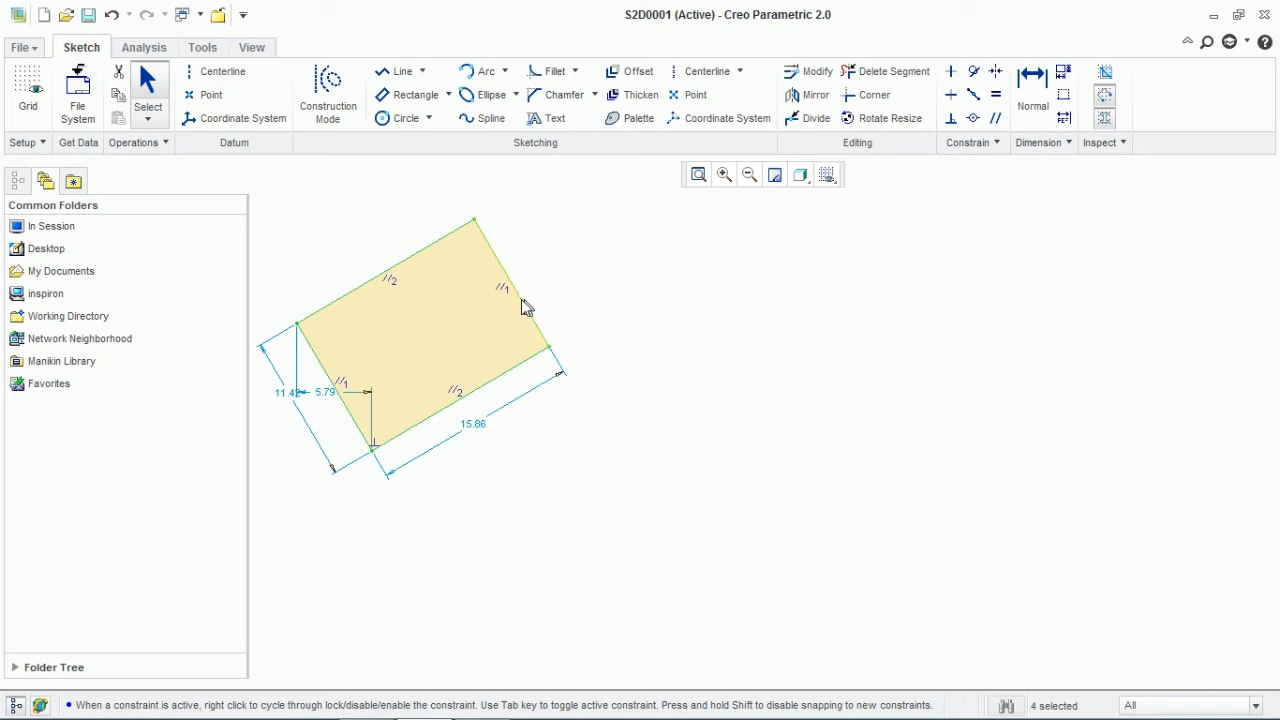 S2D0001 (Active) - Creo Parametric 2.0
File Sketch Analysis Tools View
Grid
File System
Select
Centerline
Point
Coordinate System
Construction Mode
Line Arc Fillet Offset Centerline
Rectangle Ellipse Chamfer Thicken Point
Circle Spline Text Palette Coordinate System
Modify Delete Segment
Mirror Corner
Divide Rotate Resize
Normal
Setup Get Data Operations Datum Sketching Editing Constrain Dimension Inspect
Common Folders
In Session
Desktop
My Documents
inspiron
Working Directory
Network Neighborhood
Manikin Library
Favorites
//2
//1
//1
//2
5.79
15.86
Folder Tree
When a constraint is active, right click to cycle through lock/disable/enable the constraint. Use Tab key to toggle active constraint. Press and hold Shift to disable snapping to new constraints.
4 selected
All